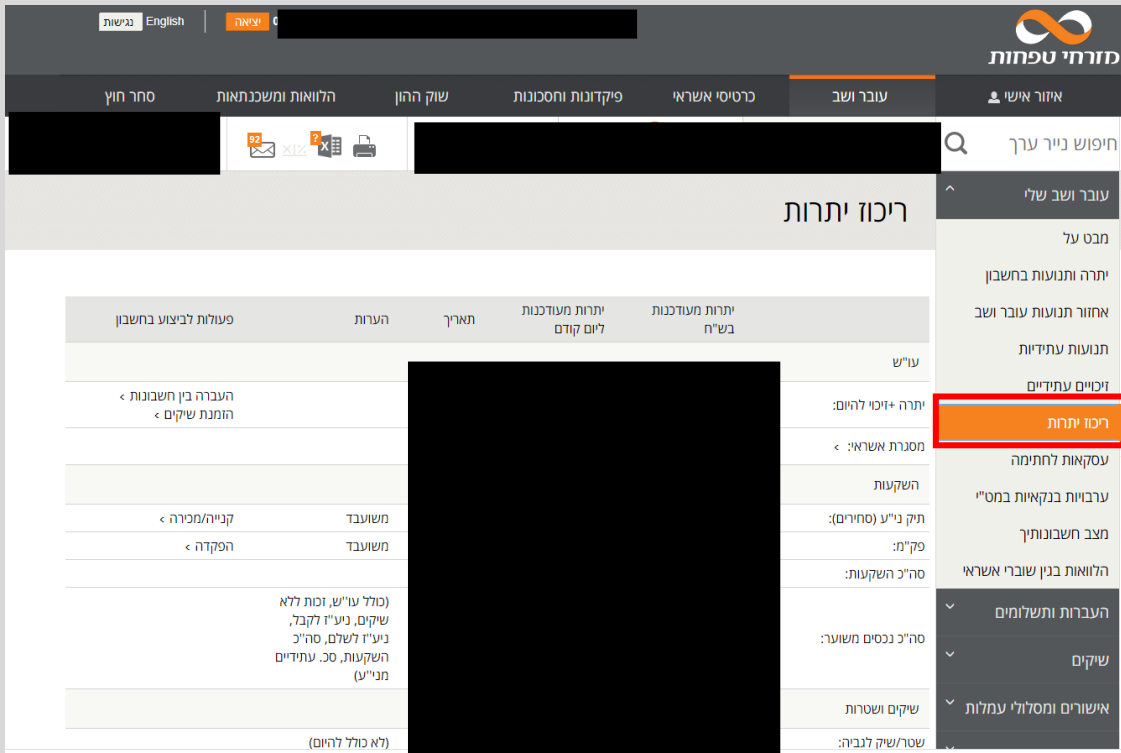 מזרחי טפחות
יציאה
English
נגישות
איזור אישי
עובר ושב
כרטיסי אשראי
פיקדונות וחסכונות
שוק ההון
הלוואות ומשכנתאות
סחר חוץ
חיפוש נייר ערך
?
92
עובר ושב שלי
מבט על
יתרה ותנועות בחשבון
אחזור תנועות עובר ושב
תנועות עתידיות
זיכויים עתידיים
ריכוז יתרות
עסקאות לחתימה
ערבויות בנקאיות במט"י
מצב חשבונותיך
הלוואות בגין שוברי אשראי
העברות ותשלומים
שיקים
אישורים ומסלולי עמלות
ריכוז יתרות
יתרות מעודכנות
בש"ח
יתרות מעודכנות
ליום קודם
תאריך
הערות
פעולות לביצוע בחשבון
עו"ש
יתרה +זיכוי להיום:
העברה בין חשבונות >
הזמנת שיקים >
מסגרת אשראי: >
השקעות
תיק ני"ע (סחירים):
משועבד
קנייה/מכירה >
פק"מ:
משועבד
הפקדה >
סה"כ השקעות:
סה"כ נכסים משוער:
(כולל עו''ש, זכות ללא
שיקים, ניע''ז לקבל,
ניע''ז לשלם, סה''כ
השקעות, סכ. עתידיים
מני''ע)
שיקים ושטרות
שטר/שיק לגביה:
(לא כולל להיום)